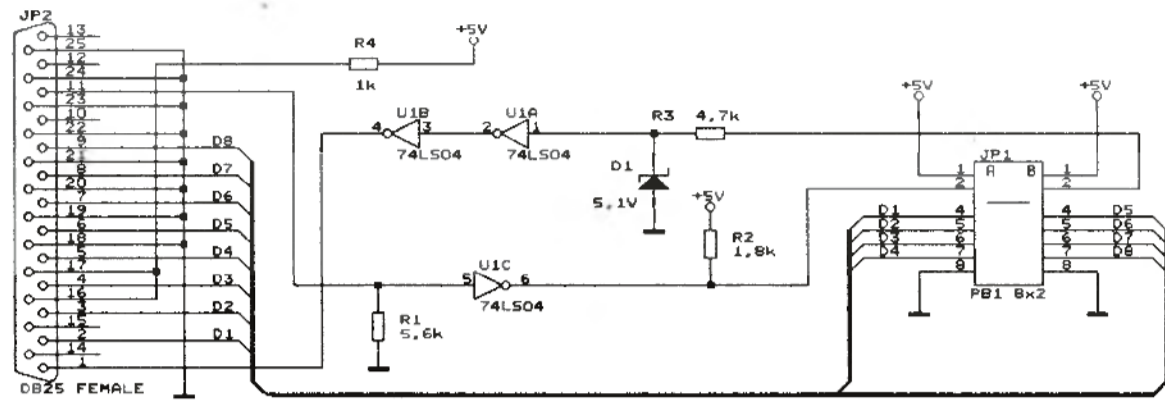 JP2
13
25
12
24
11
23
10
22
9
21
8
20
7
19
6
18
5
17
4
16
3
15
2
14
1
DB25 FEMALE
D8
D7
D6
D5
D4
D3
D2
D1
R4
1k
+5V
U1B
4
3
74LS04
U1A
2
1
74LS04
R3
4.7k
D1
5.1V
+5V
R2
1.8k
U1C
5
6
74LS04
R1
5.6k
+5V
+5V
JP1
A
B
1
2
1
2
D1
D2
D3
D4
4
5
6
7
8
4
5
6
7
8
D5
D6
D7
D8
PB1 8x2